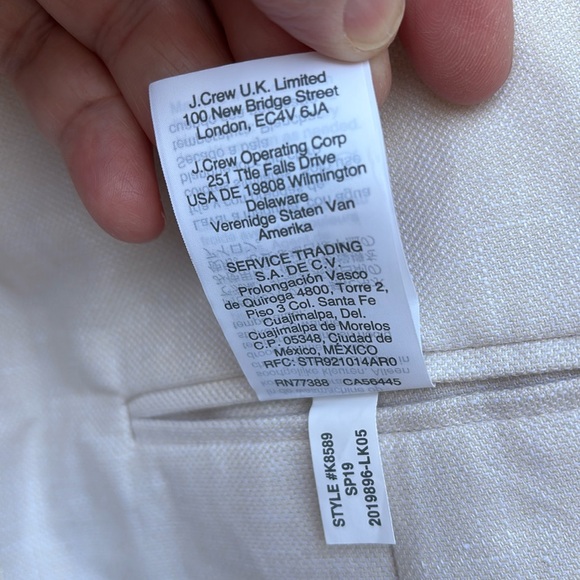 J.Crew U.K. Limited
100 New Bridge Street
London, EC4V 6JA
J.Crew Operating Corp
251 Ttle Falls Drive
USA DE 19808 Wilmington
Delaware
Verenidge Staten Van
Amerika
SERVICE TRADING
S.A. DE C.V.
Prolongación Vasco
de Quiroga 4800, Torre 2,
Piso 3 Col. Santa Fe
Cuajimalpa, Del.
Cuajimalpa de Morelos
C.P. 05348, Ciudad de
México, MÉXICO
RFC: STR921014AR0
RN77388 CA56445
STYLE #K8589
SP19
2019896-LK05